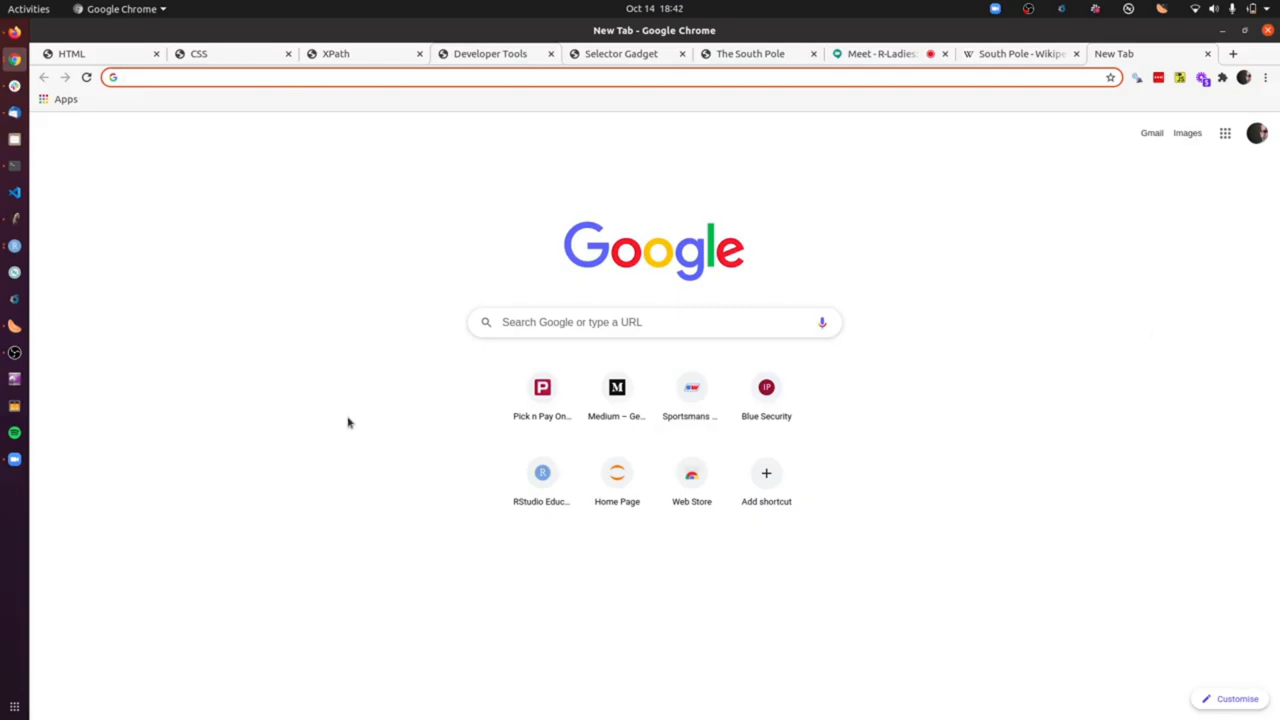 Activities
Google Chrome
Oct 14 18:42
New Tab - Google Chrome
HTML
CSS
XPath
Developer Tools
Selector Gadget
The South Pole
Meet - R-Ladies:
South Pole - Wikipe
New Tab
Apps
Gmail
Images
Google
Search Google or type a URL
Pick n Pay On...
Medium – Ge...
Sportsmans ...
Blue Security
RStudio Educ...
Home Page
Web Store
Add shortcut
Customise